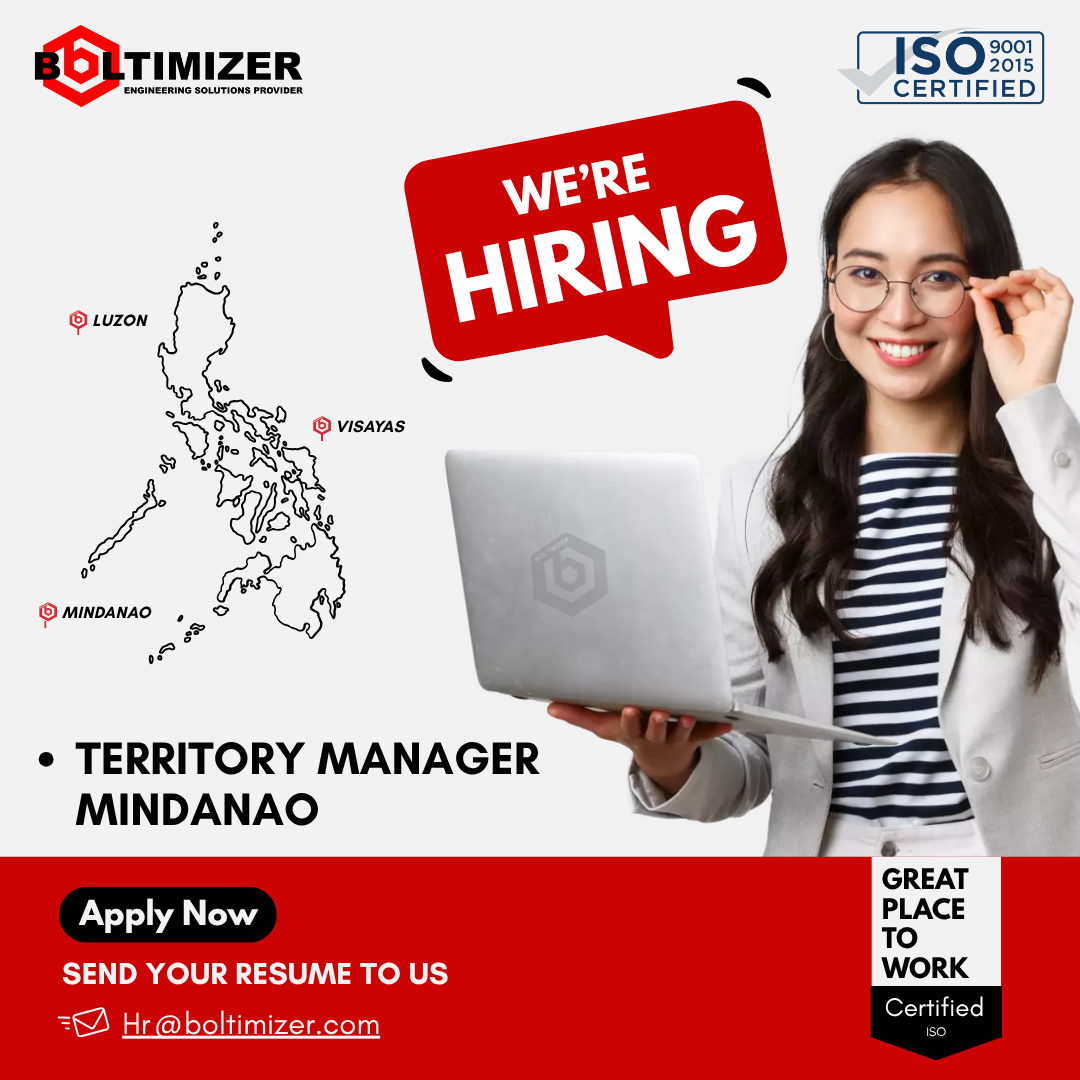 BOLTIMIZER
ENGINEERING SOLUTIONS PROVIDER
ISO 9001
2015
CERTIFIED
WE’RE
HIRING
LUZON
VISAYAS
MINDANAO
BOLTIMIZER
• TERRITORY MANAGER
MINDANAO
Apply Now
SEND YOUR RESUME TO US
Hr@boltimizer.com
GREAT
PLACE
TO
WORK
Certified
ISO